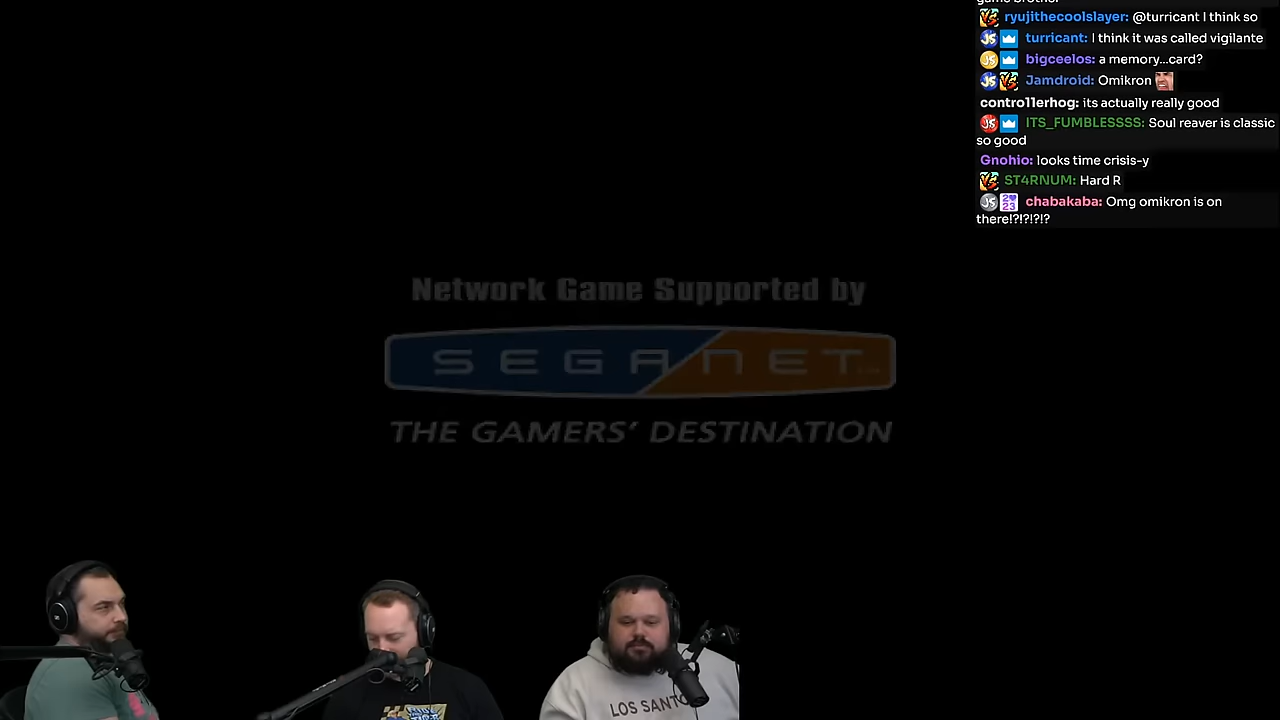 ryujithecoolslayer: @turricant I think so
turricant: I think it was called vigilante
bigceelos: a memory...card?
Jamdroid: Omikron
contro1lerhog: its actually really good
ITS_FUMBLESSSS: Soul reaver is classic
so good
Gnohio: looks time crisis-y
ST4RNUM: Hard R
chabakaba: Omg omikron is on
there!?!?!?!?
Network Game Supported by
SEGANET
THE GAMERS' DESTINATION
LOS SANTO